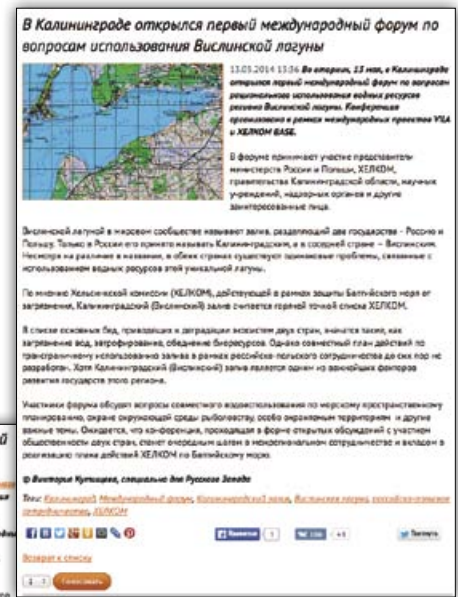 В Калининграде открылся первый международный форум по
вопросам использования Вислинской лагуны
13.05.2014 13:36 Во вторник, 13 мая, в Калининграде
открылся первый международный форум по вопросам
рационального использования водных ресурсов
региона Вислинской лагуны. Конференция
организована в рамках международных проектов VILA
и ХЕЛКОМ BASE.
В форуме принимают участие представители
министерств России и Польши, ХЕЛКОМ,
правительства Калининградской области, научных
учреждений, надзорных органов и другие
заинтересованные лица.
Вислинской лагуной в мировом сообществе называют залив, разделяющий два государства – Россию и
Польшу. Только в России его принято называть Калининградским, а в соседней стране – Вислинским.
Несмотря на различие в названии, в обеих странах существуют одинаковые проблемы, связанные с
использованием водных ресурсов этой уникальной лагуны.
По мнению Хельсинкской комиссии (ХЕЛКОМ), действующей в рамках защиты Балтийского моря от
загрязнения, Калининградский (Вислинский) залив считается горячей точкой списка ХЕЛКОМ.
В списке основных бед, приводящих к деградации экосистем двух стран, значатся такие, как
загрязнение вод, эвтрофирование, обеднение биоресурсов. Однако совместный план действий по
трансграничному использованию залива в рамках российско-польского сотрудничества до сих пор не
разработан. Хотя Калининградский (Вислинский) залив является одним из важнейших факторов
развития государств этого региона.
Участники форума обсудят вопросы совместного водопользования по морскому пространственному
планированию, охране окружающей среды рыболовству, особо охраняемым территориям и другие
важные темы. Ожидается, что конференция, проходящая в форме открытых обсуждений с участием
общественности двух стран, станет очередным шагом в межрегиональном сотрудничестве и вкладом в
реализацию плана действий ХЕЛКОМ по Балтийскому морю.
© Виктория Кутищева, специально для Русского Запада
Теги: Калининград, Международный форум, Калининградский залив, Вислинская лагуна, российско-польское
сотрудничество, ХЕЛКОМ
Нравится 1
Твитнуть
Возврат к списку
Голосовать